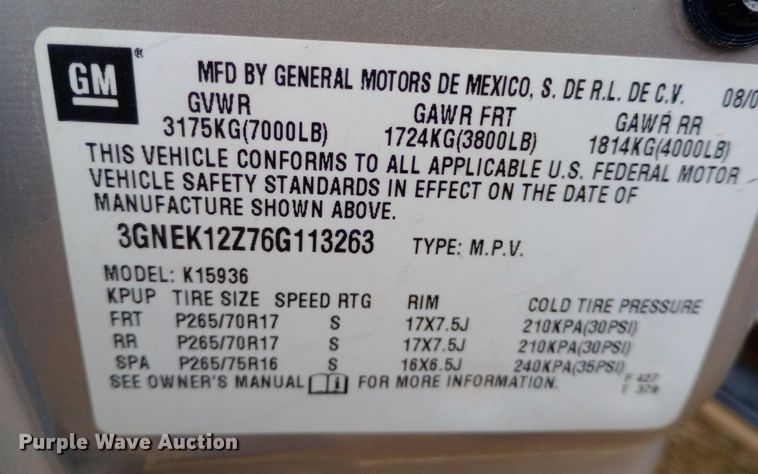 GM
MFD BY GENERAL MOTORS DE MEXICO, S. DE R.L. DE C.V. 08/0
GVWR GAWR FRT GAWR RR
3175KG(7000LB) 1724KG(3800LB) 1814KG(4000LB)
THIS VEHICLE CONFORMS TO ALL APPLICABLE U.S. FEDERAL MOTOR
VEHICLE SAFETY STANDARDS IN EFFECT ON THE DATE OF
MANUFACTURE SHOWN ABOVE.
3GNEK12Z76G113263 TYPE: M.P.V.
MODEL: K15936
KPUP TIRE SIZE SPEED RTG RIM COLD TIRE PRESSURE
FRT P265/70R17 S 17X7.5J 210KPA(30PSI)
RR P265/70R17 S 17X7.5J 210KPA(30PSI)
SPA P265/75R16 S 16X6.5J 240KPA(35PSI)
SEE OWNER'S MANUAL FOR MORE INFORMATION.
Purple Wave Auction